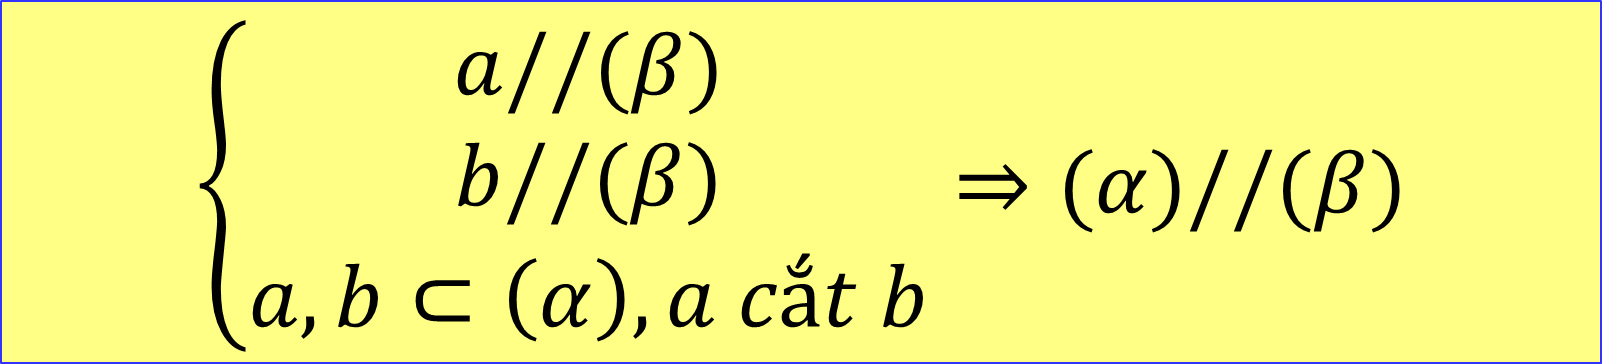 a//(β)
b//(β)
a, b ⊂ (α), a cắt b
⇒ (α)//(β)